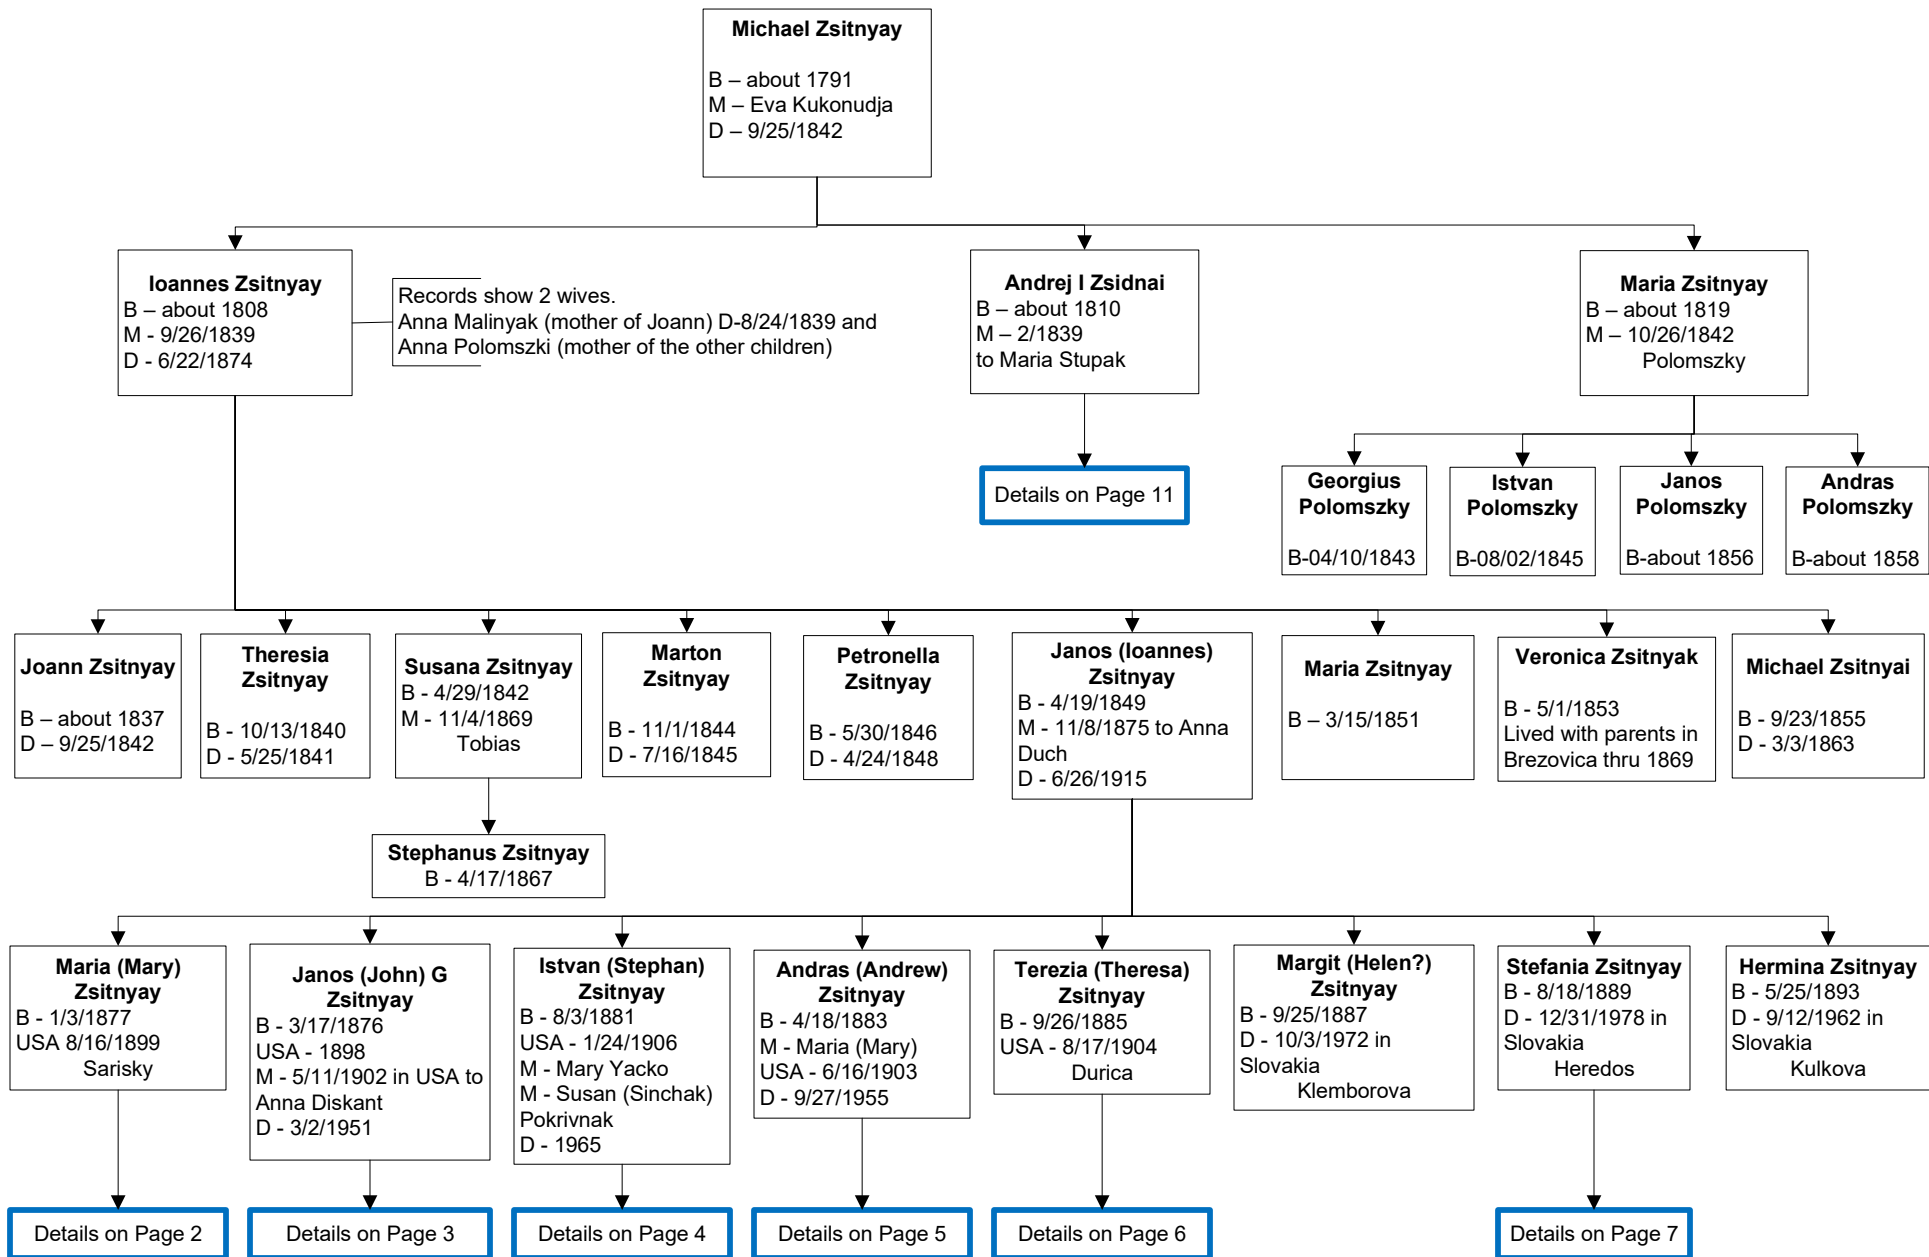 Michael Zsitnyay
B – about 1791
M – Eva Kukonudja
D – 9/25/1842
Ioannes Zsitnyay
B – about 1808
M - 9/26/1839
D - 6/22/1874
Records show 2 wives.
Anna Malinyak (mother of Joann) D-8/24/1839 and
Anna Polomszki (mother of the other children)
Andrej I Zsidnai
B – about 1810
M – 2/1839
to Maria Stupak
Maria Zsitnyay
B – about 1819
M – 10/26/1842
Polomszky
Details on Page 11
Georgius
Polomszky
B-04/10/1843
Istvan
Polomszky
B-08/02/1845
Janos
Polomszky
B-about 1856
Andras
Polomszky
B-about 1858
Joann Zsitnyay
B – about 1837
D – 9/25/1842
Theresia
Zsitnyay
B - 10/13/1840
D - 5/25/1841
Susana Zsitnyay
B - 4/29/1842
M - 11/4/1869
Tobias
Marton
Zsitnyay
B - 11/1/1844
D - 7/16/1845
Petronella
Zsitnyay
B - 5/30/1846
D - 4/24/1848
Janos (Ioannes)
Zsitnyay
B - 4/19/1849
M - 11/8/1875 to Anna
Duch
D - 6/26/1915
Maria Zsitnyay
B – 3/15/1851
Veronica Zsitnyak
B - 5/1/1853
Lived with parents in
Brezovica thru 1869
Michael Zsitnyai
B - 9/23/1855
D - 3/3/1863
Stephanus Zsitnyay
B - 4/17/1867
Maria (Mary)
Zsitnyay
B - 1/3/1877
USA 8/16/1899
Sarisky
Janos (John) G
Zsitnyay
B - 3/17/1876
USA - 1898
M - 5/11/1902 in USA to
Anna Diskant
D - 3/2/1951
Istvan (Stephan)
Zsitnyay
B - 8/3/1881
USA - 1/24/1906
M - Mary Yacko
M - Susan (Sinchak)
Pokrivnak
D - 1965
Andras (Andrew)
Zsitnyay
B - 4/18/1883
M - Maria (Mary)
USA - 6/16/1903
D - 9/27/1955
Terezia (Theresa)
Zsitnyay
B - 9/26/1885
USA - 8/17/1904
Durica
Margit (Helen?)
Zsitnyay
B - 9/25/1887
D - 10/3/1972 in
Slovakia
Klemborova
Stefania Zsitnyay
B - 8/18/1889
D - 12/31/1978 in
Slovakia
Heredos
Hermina Zsitnyay
B - 5/25/1893
D - 9/12/1962 in
Slovakia
Kulkova
Details on Page 2
Details on Page 3
Details on Page 4
Details on Page 5
Details on Page 6
Details on Page 7